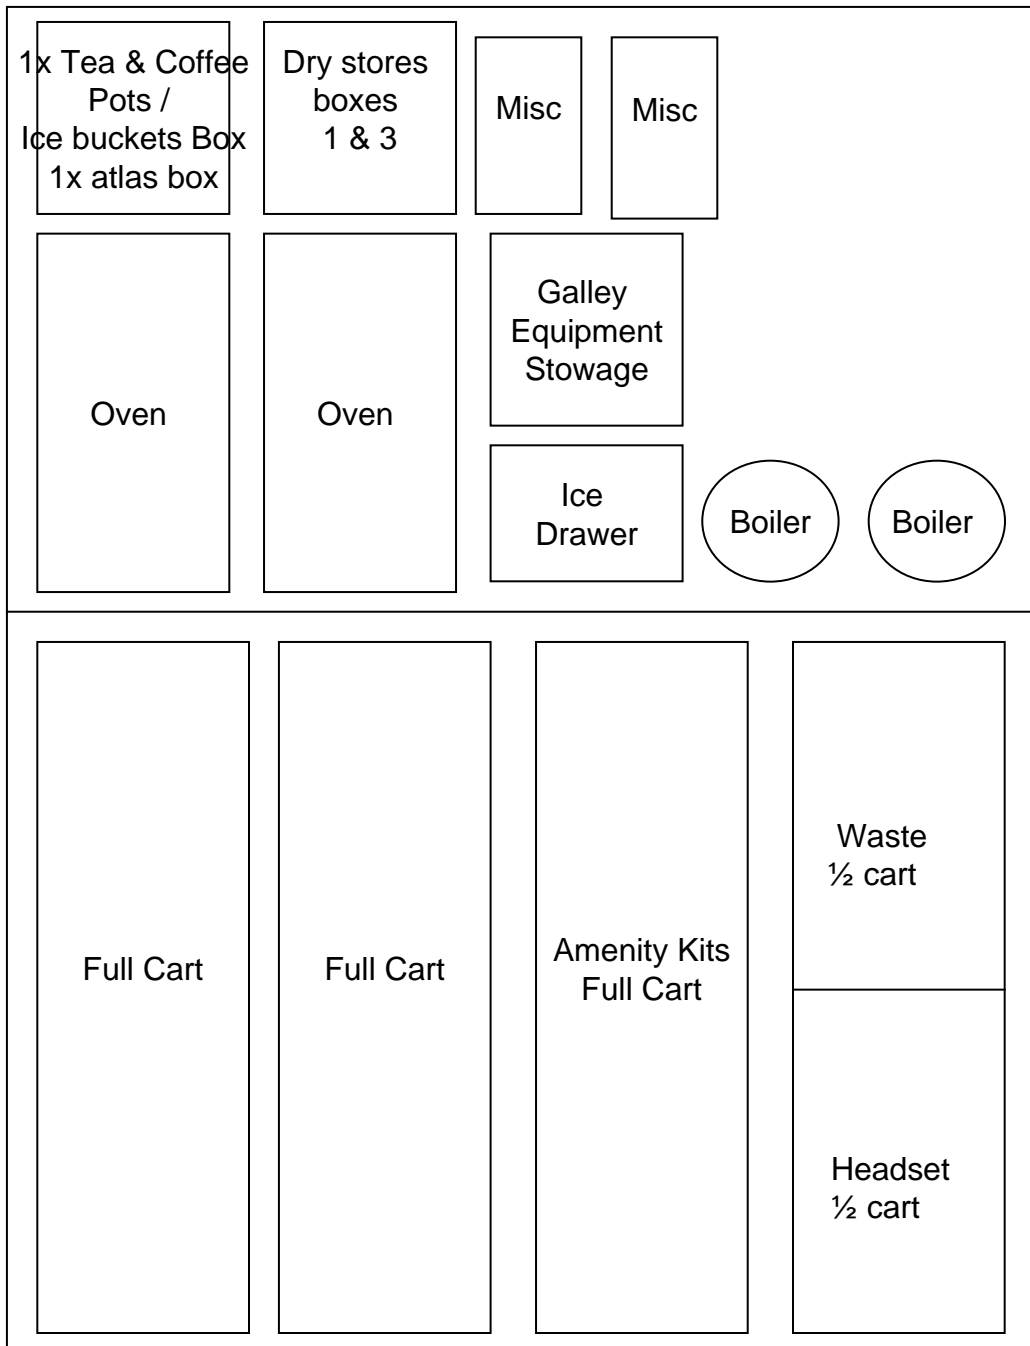 1x Tea & Coffee
Pots /
Ice buckets Box
1x atlas box
Dry stores
boxes
1 & 3
Misc
Misc
Oven
Oven
Galley
Equipment
Stowage
Ice
Drawer
Boiler
Boiler
Full Cart
Full Cart
Amenity Kits
Full Cart
Waste
½ cart
Headset
½ cart